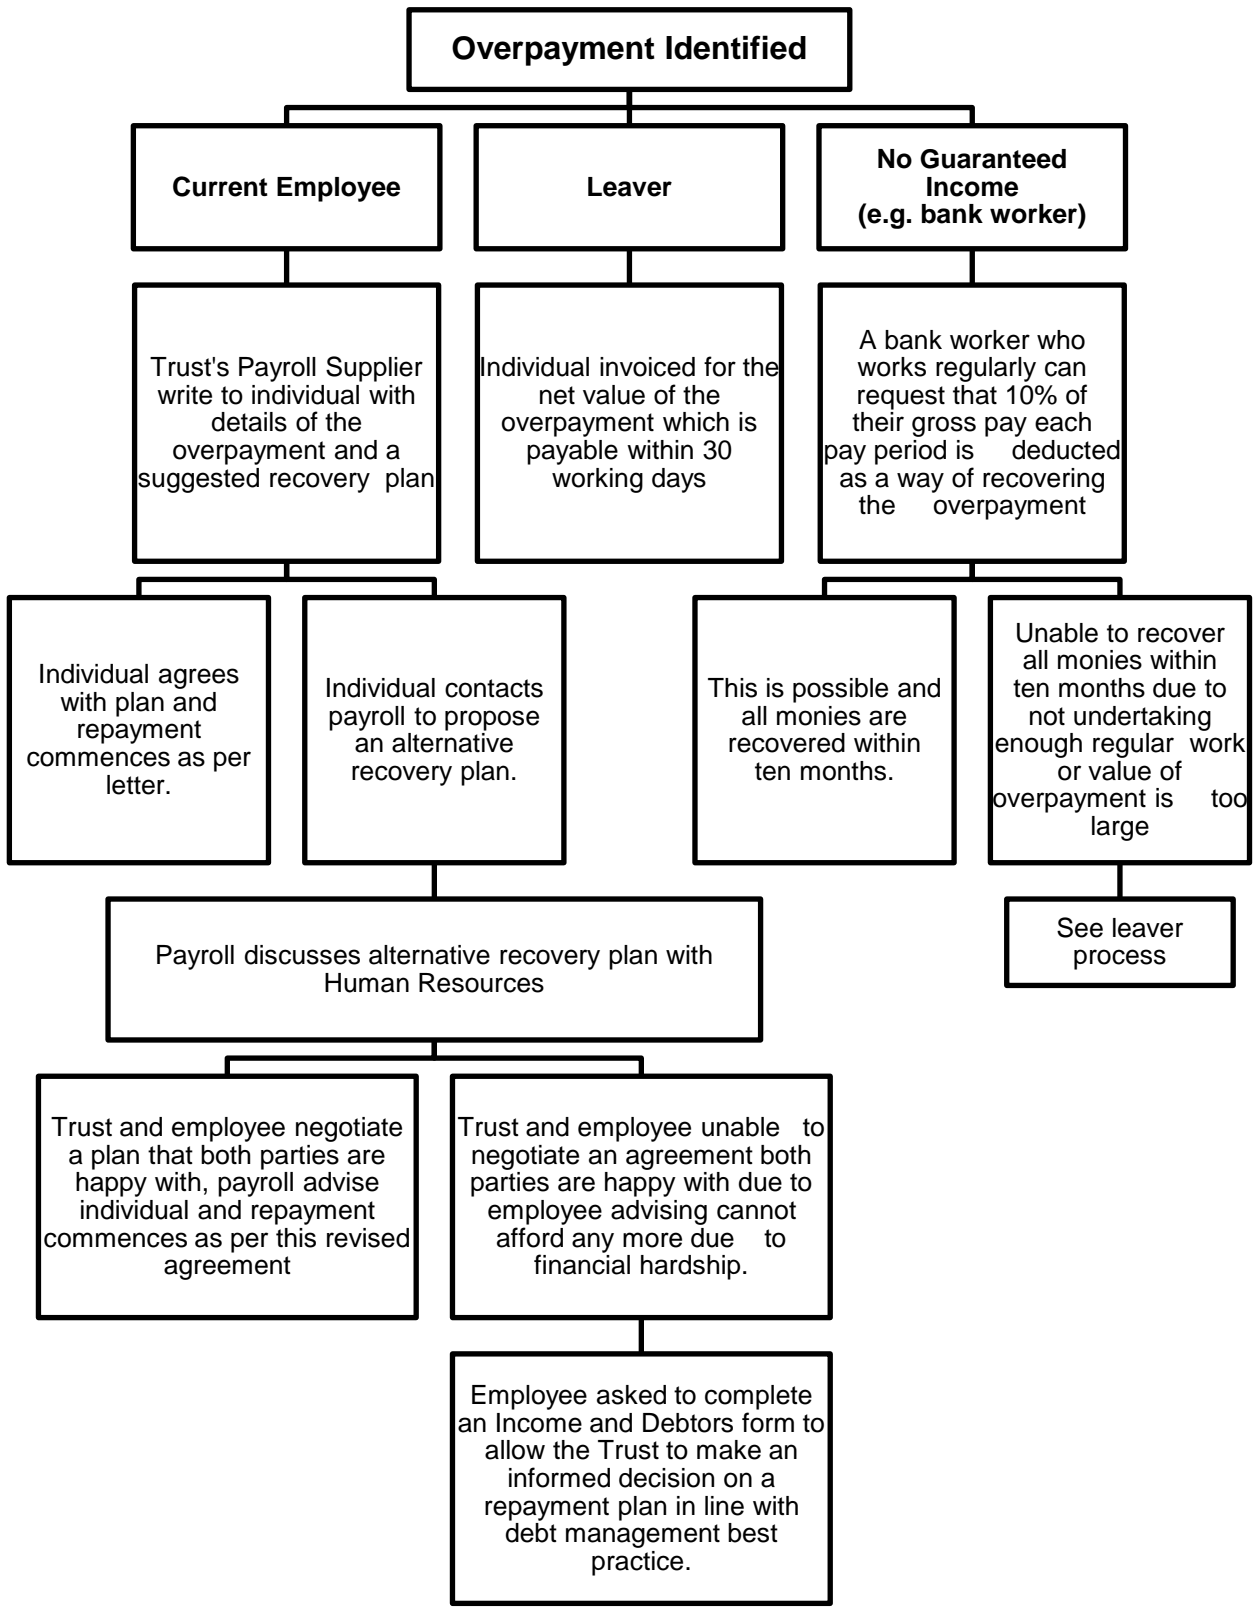 Overpayment Identified
Current Employee
Leaver
No Guaranteed
Income
(e.g. bank worker)
Trust's Payroll Supplier
write to individual with
details of the
overpayment and a
suggested recovery plan
Individual invoiced for the
net value of the
overpayment which is
payable within 30
working days
A bank worker who
works regularly can
request that 10% of
their gross pay each
pay period is deducted
as a way of recovering
the overpayment
Individual agrees
with plan and
repayment
commences as per
letter.
Individual contacts
payroll to propose
an alternative
recovery plan.
This is possible and
all monies are
recovered within
ten months.
Unable to recover
all monies within
ten months due to
not undertaking
enough regular work
or value of
overpayment is too
large
Payroll discusses alternative recovery plan with
Human Resources
See leaver
process
Trust and employee negotiate
a plan that both parties are
happy with, payroll advise
individual and repayment
commences as per this revised
agreement
Trust and employee unable to
negotiate an agreement both
parties are happy with due to
employee advising cannot
afford any more due to
financial hardship.
Employee asked to complete
an Income and Debtors form to
allow the Trust to make an
informed decision on a
repayment plan in line with
debt management best
practice.